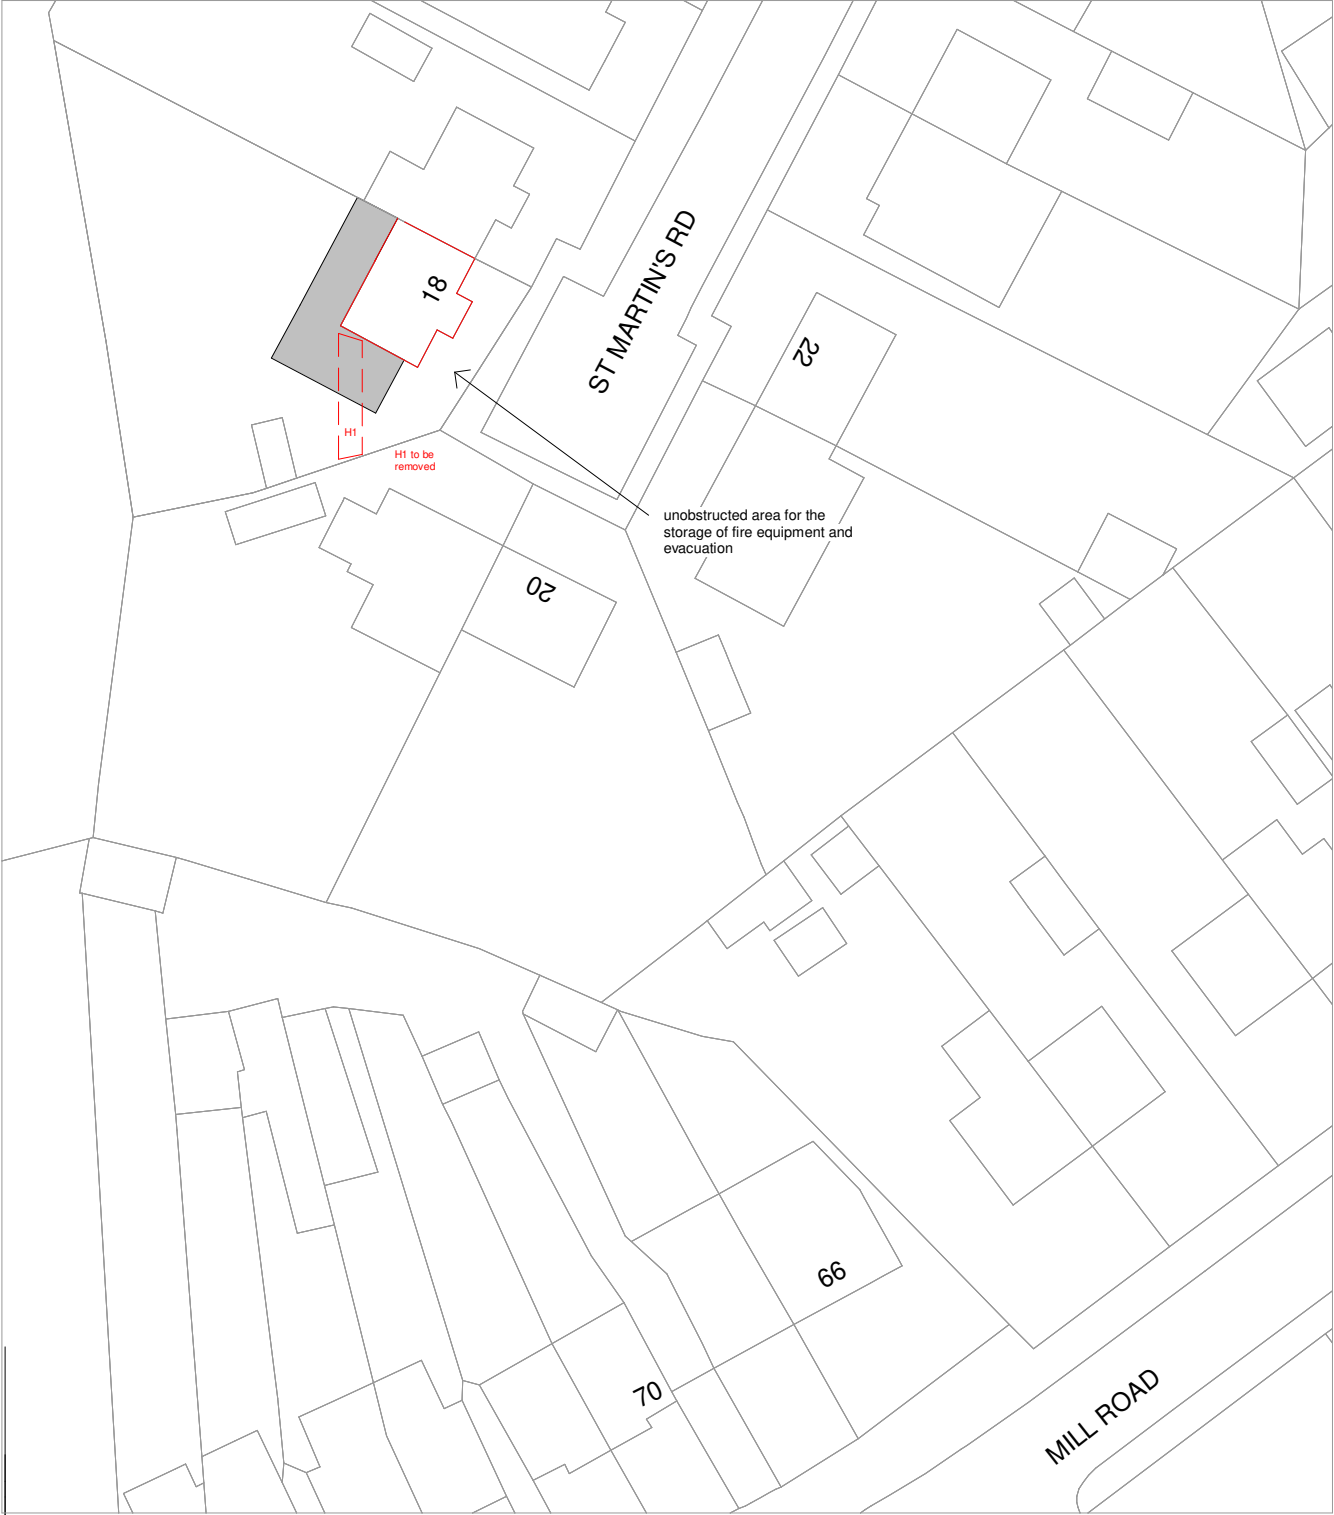 ST MARTIN'S RD
18
22
H1
H1 to be
removed
unobstructed area for the
storage of fire equipment and
evacuation
20
66
70
MILL ROAD